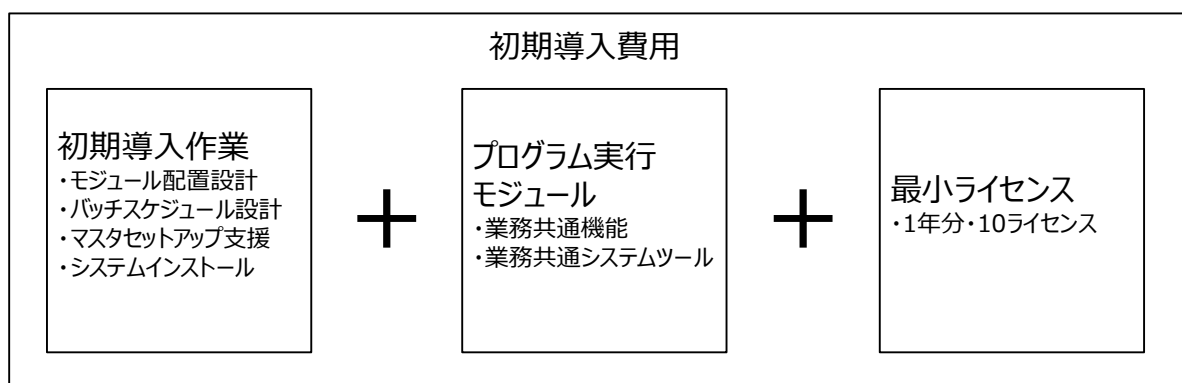 初期導入費用
初期導入作業
・モジュール配置設計
・バッチスケジュール設計
・マスタセットアップ支援
・システムインストール
＋
プログラム実行
モジュール
・業務共通機能
・業務共通システムツール
＋
最小ライセンス
・1年分・10ライセンス